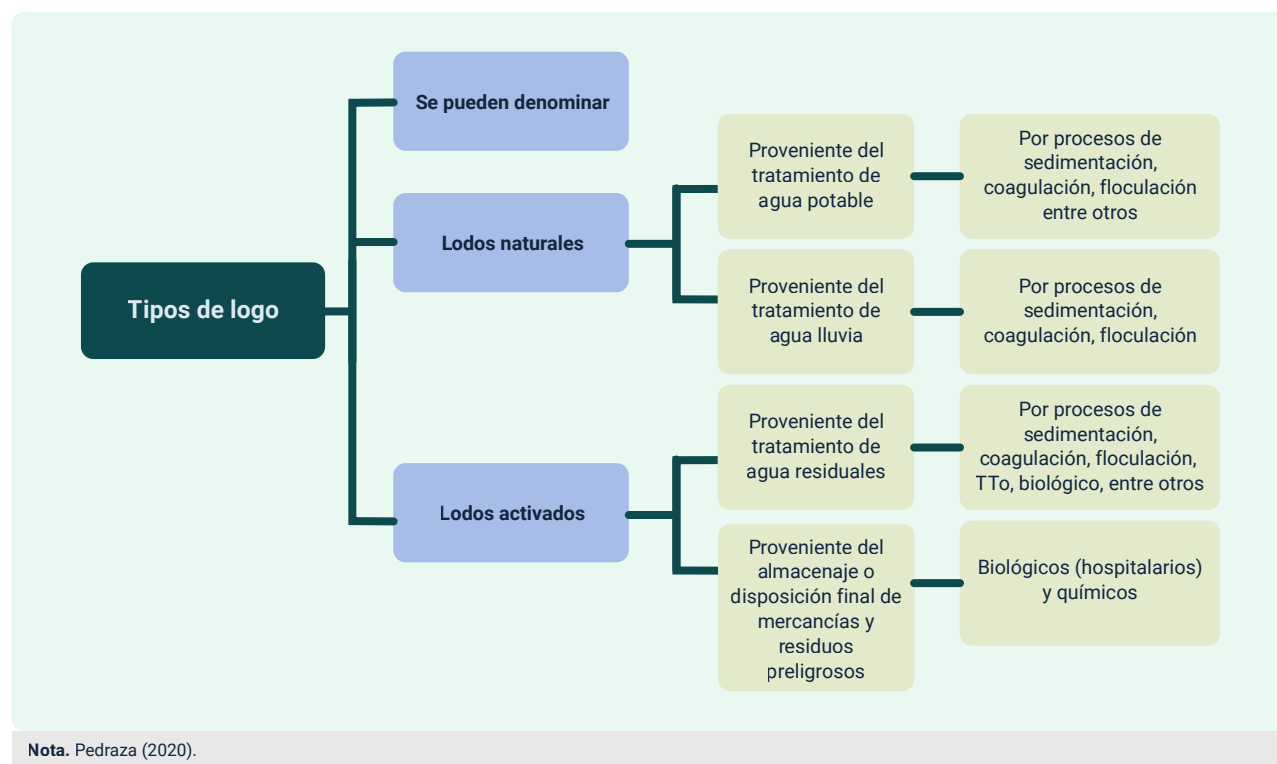 Tipos de logo
Se pueden denominar
Lodos naturales
Proveniente del
tratamiento de
agua potable
Por procesos de
sedimentación,
coagulación, floculación
entre otros
Proveniente del
tratamiento de
agua lluvia
Por procesos de
sedimentación,
coagulación, floculación
Lodos activados
Proveniente del
tratamiento de
agua residuales
Por procesos de
sedimentación,
coagulación, floculación,
TTo, biológico, entre otros
Proveniente del
almacenaje o
disposición final de
mercancías y
residuos
preligrosos
Biológicos (hospitalarios)
y químicos
Nota. Pedraza (2020).